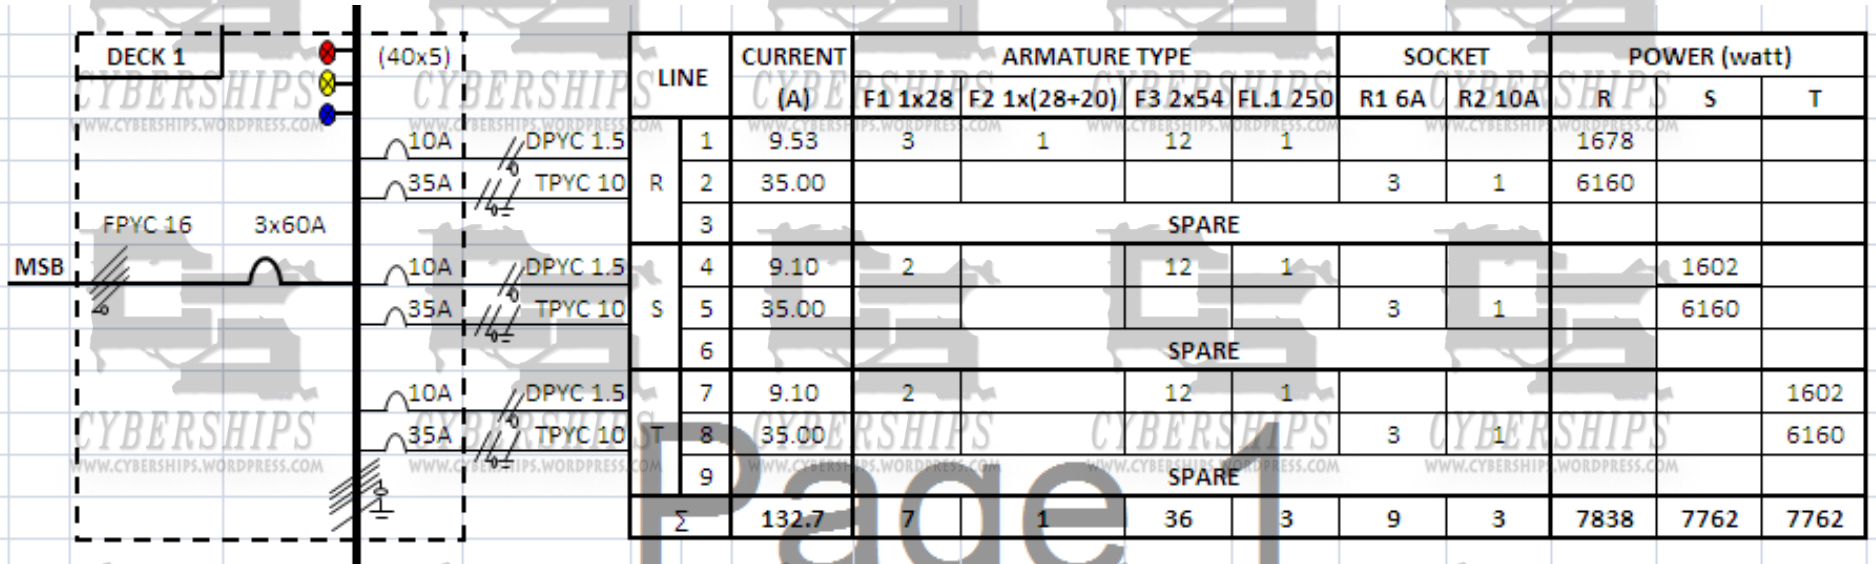 DECK 1
(40x5)
10A DPYC 1.5
35A TPYC 10
FPYC 16 3x60A
MSB
10A DPYC 1.5
35A TPYC 10
10A DPYC 1.5
35A TPYC 10
LINE CURRENT (A) ARMATURE TYPE SOCKET POWER (watt)
F1 1x28 F2 1x(28+20) F3 2x54 FL.1 250 R1 6A R2 10A R S T
R 1 9.53 3 1 12 1 1678
2 35.00 3 1 6160
3 SPARE
S 4 9.10 2 12 1 1602
5 35.00 3 1 6160
6 SPARE
T 7 9.10 2 12 1 1602
8 35.00 3 1 6160
9 SPARE
Σ 132.7 7 1 36 3 9 3 7838 7762 7762
Page 1
CYBERSHIPS
WWW.CYBERSHIPS.WORDPRESS.COM